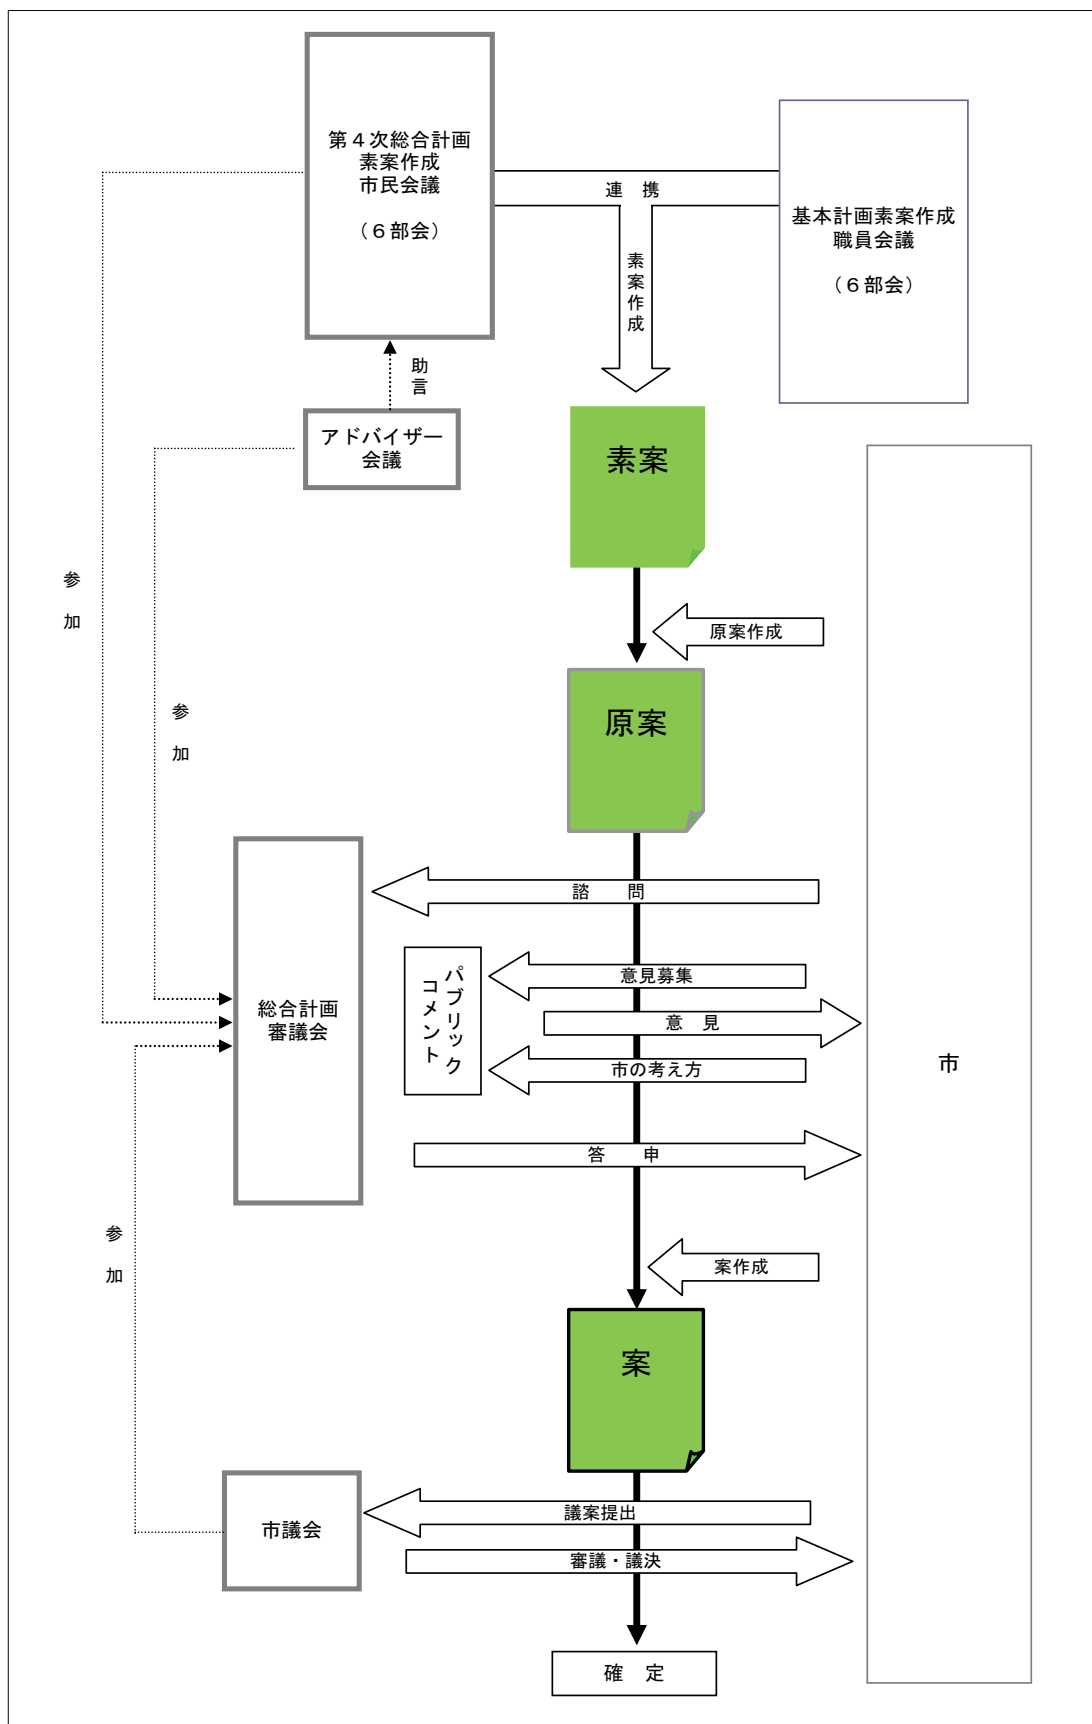 第４次総合計画
素案作成
市民会議
（６部会）
連　携
基本計画素案作成
職員会議
（６部会）
素案作成
助言
アドバイザー
会議
素案
参加
原案作成
参加
原案
諮　　問
パブリック
コメント
意見募集
意　見
市の考え方
総合計画
審議会
市
答　　申
参加
案作成
案
市議会
議案提出
審議・議決
確　定